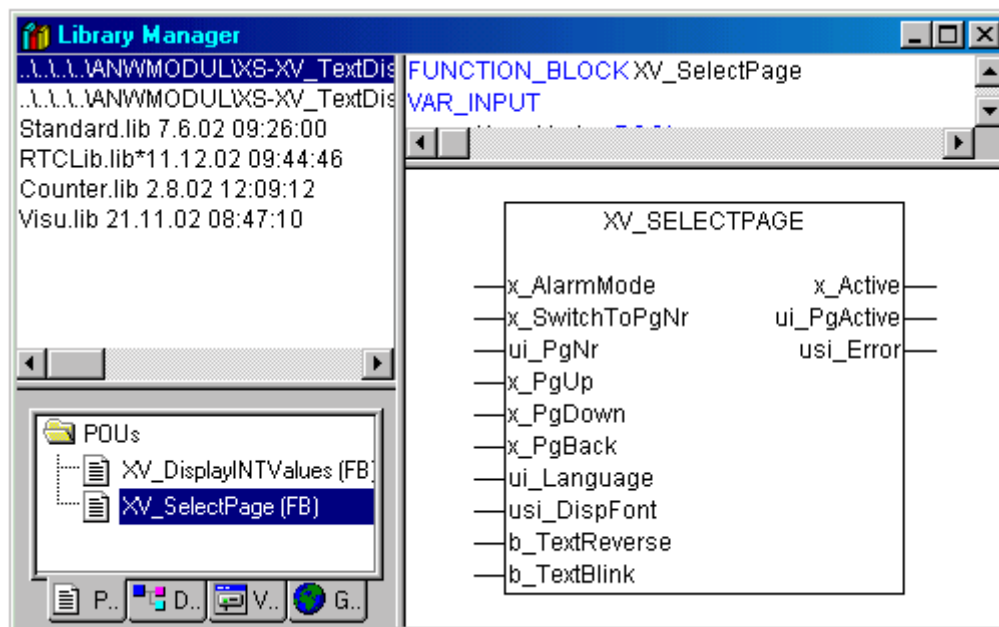 Library Manager
..\..\..\..\ANWMODUL\XS-XV_TextDis
..\..\..\..\ANWMODUL\XS-XV_TextDis
Standard.lib 7.6.02 09:26:00
RTCLib.lib*11.12.02 09:44:46
Counter.lib 2.8.02 12:09:12
Visu.lib 21.11.02 08:47:10
POUs
XV_DisplayINTValues (FB)
XV_SelectPage (FB)
P.. D.. V.. G..
FUNCTION_BLOCK XV_SelectPage
VAR_INPUT
XV_SELECTPAGE
x_AlarmMode x_Active
x_SwitchToPgNr ui_PgActive
ui_PgNr usi_Error
x_PgUp
x_PgDown
x_PgBack
ui_Language
usi_DispFont
b_TextReverse
b_TextBlink